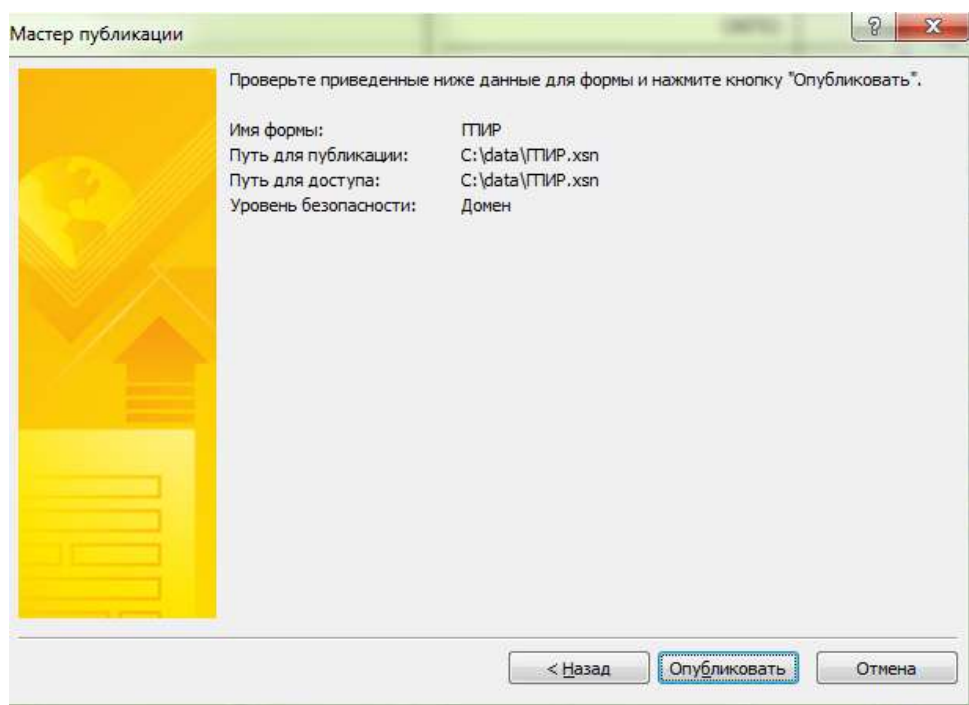 Мастер публикации
Проверьте приведенные ниже данные для формы и нажмите кнопку "Опубликовать".
Имя формы: ГПИР
Путь для публикации: C:\data\ГПИР.xsn
Путь для доступа: C:\data\ГПИР.xsn
Уровень безопасности: Домен
< Назад Опубликовать Отмена